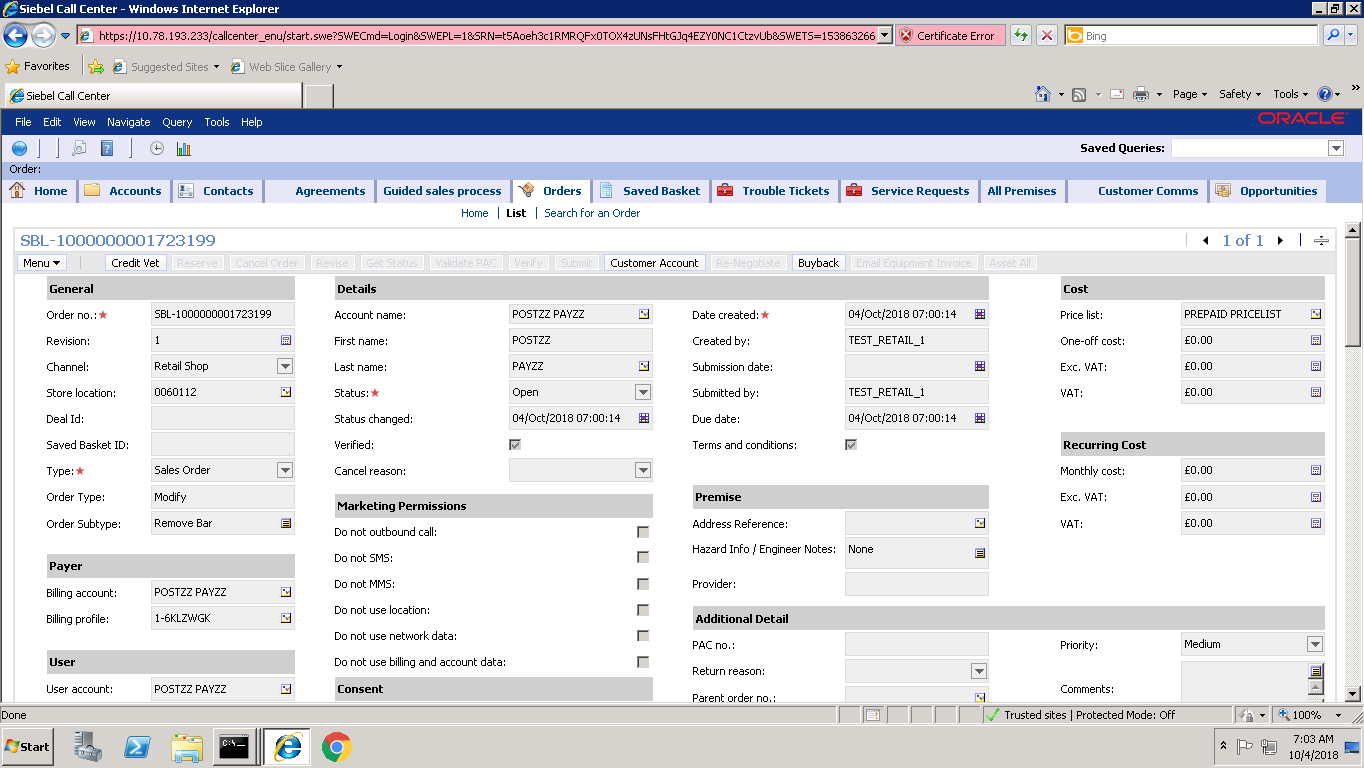 Siebel Call Center - Windows Internet Explorer
https://10.78.193.233/callcenter_enu/start.swe?SWECmd=Login&SWEPL=1&SRN=t5Aoeh3c1RMRQFx0TOX4zUNsFHtGJq4EZY0NC1CtzvUb&SWETS=153863266 Certificate Error Bing
Favorites Suggested Sites Web Slice Gallery
Siebel Call Center Page Safety Tools »
File Edit View Navigate Query Tools Help ORACLE
Saved Queries:
Order:
Home Accounts Contacts Agreements Guided sales process Orders Saved Basket Trouble Tickets Service Requests All Premises Customer Comms Opportunities
Home List Search for an Order
SBL-1000000001723199 1 of 1
Menu Credit Vet Reserve Cancel Order Revise Get Status Validate PAC Verify Submit Customer Account Re-Negotiate Buyback Email Equipment Invoice Asset All
General Details Cost
Order no.:★ SBL-1000000001723199 Account name: POSTZZ PAYZZ Date created:★ 04/Oct/2018 07:00:14 Price list: PREPAID PRICELIST
Revision: 1 First name: POSTZZ Created by: TEST_RETAIL_1 One-off cost: £0.00
Channel: Retail Shop Last name: PAYZZ Submission date: Exc. VAT: £0.00
Store location: 0060112 Status:★ Open Submitted by: TEST_RETAIL_1 VAT: £0.00
Deal Id: Status changed: 04/Oct/2018 07:00:14 Due date: 04/Oct/2018 07:00:14
Saved Basket ID: Verified: Terms and conditions: Recurring Cost
Type:★ Sales Order Cancel reason: Monthly cost: £0.00
Order Type: Modify Marketing Permissions Premise Exc. VAT: £0.00
Order Subtype: Remove Bar Do not outbound call: Address Reference: VAT: £0.00
Do not SMS: Hazard Info / Engineer Notes: None
Payer
Billing account: POSTZZ PAYZZ Do not MMS: Provider:
Billing profile: 1-6KLZWGK Do not use location: Additional Detail
Do not use network data: PAC no.: Priority: Medium
User Do not use billing and account data: Return reason:
User account: POSTZZ PAYZZ Consent Parent order no.: Comments:
Done Trusted sites | Protected Mode: Off 100%
Start C:\ 7:03 AM
10/4/2018